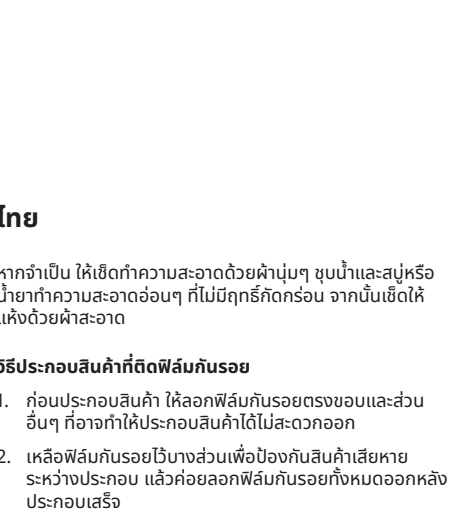 ไทย
หากจำเป็น ให้เช็ดทำความสะอาดด้วยผ้านุ่มๆ ชุบน้ำและสบู่หรือ
น้ำยาทำความสะอาดอ่อนๆ ที่ไม่มีฤทธิ์กัดกร่อน จากนั้นเช็ดให้
แห้งด้วยผ้าสะอาด
วิธีประกอบสินค้าที่ติดฟิล์มกันรอย
1. ก่อนประกอบสินค้า ให้ลอกฟิล์มกันรอยตรงขอบและส่วน
อื่นๆ ที่อาจทำให้ประกอบสินค้าได้ไม่สะดวกออก
2. เหลือฟิล์มกันรอยไว้บางส่วนเพื่อป้องกันสินค้าเสียหาย
ระหว่างประกอบ แล้วค่อยลอกฟิล์มกันรอยทั้งหมดออกหลัง
ประกอบเสร็จ